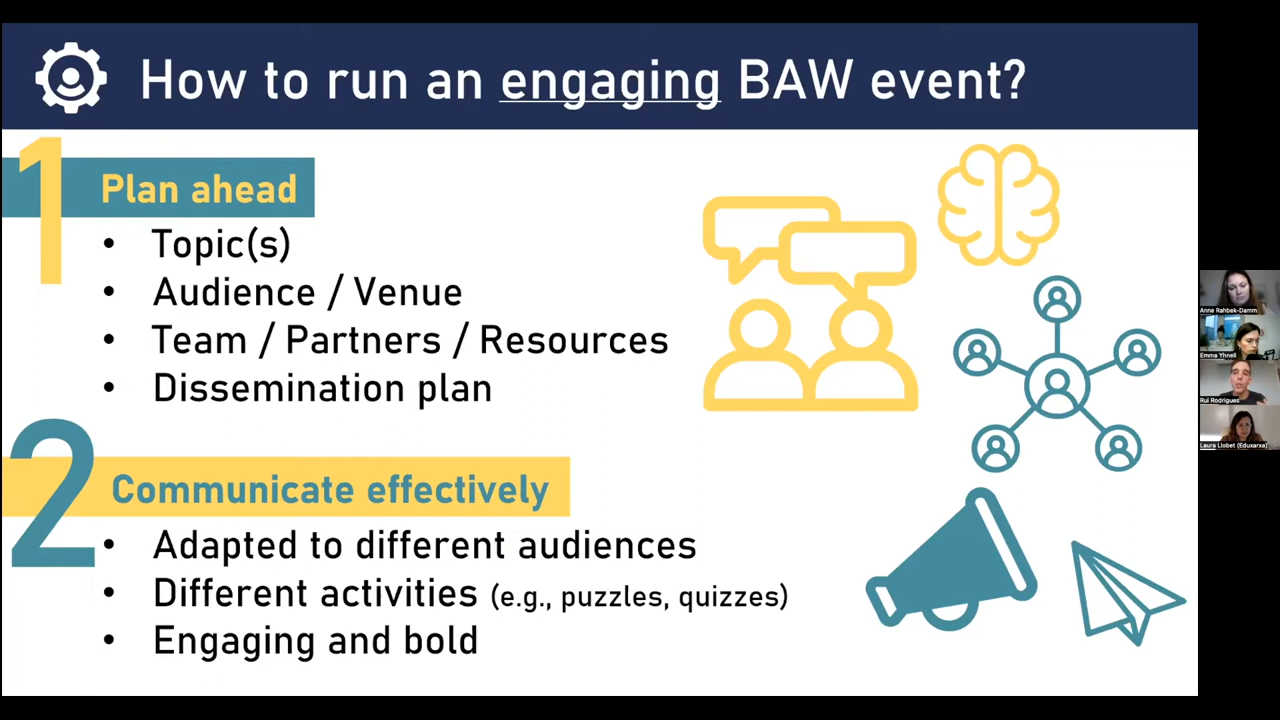 How to run an engaging BAW event?
1
Plan ahead
• Topic(s)
• Audience / Venue
• Team / Partners / Resources
• Dissemination plan
2
Communicate effectively
• Adapted to different audiences
• Different activities (e.g., puzzles, quizzes)
• Engaging and bold
Anne Rahbek-Damm
Emma Yhnell
Rui Rodrigues
Laura Llobet (Eduxarxa)